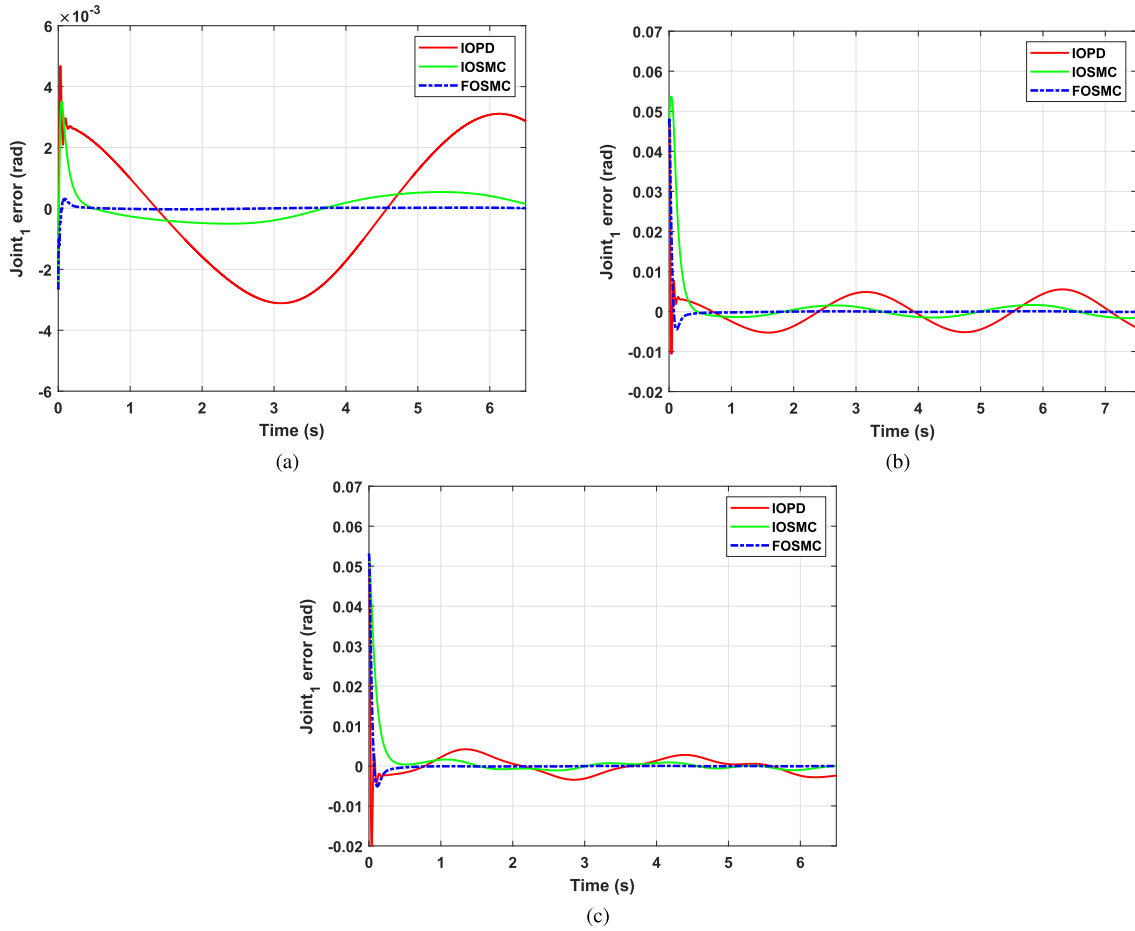 ×10⁻³
6
4
2
0
-2
-4
-6
0 1 2 3 4 5 6
Time (s)
Joint₁ error (rad)
IOPD
IOSMC
FOSMC
(a)
0.07
0.06
0.05
0.04
0.03
0.02
0.01
0
-0.01
-0.02
0 1 2 3 4 5 6 7
Time (s)
Joint₁ error (rad)
IOPD
IOSMC
FOSMC
(b)
0.07
0.06
0.05
0.04
0.03
0.02
0.01
0
-0.01
-0.02
0 1 2 3 4 5 6
Time (s)
Joint₁ error (rad)
IOPD
IOSMC
FOSMC
(c)